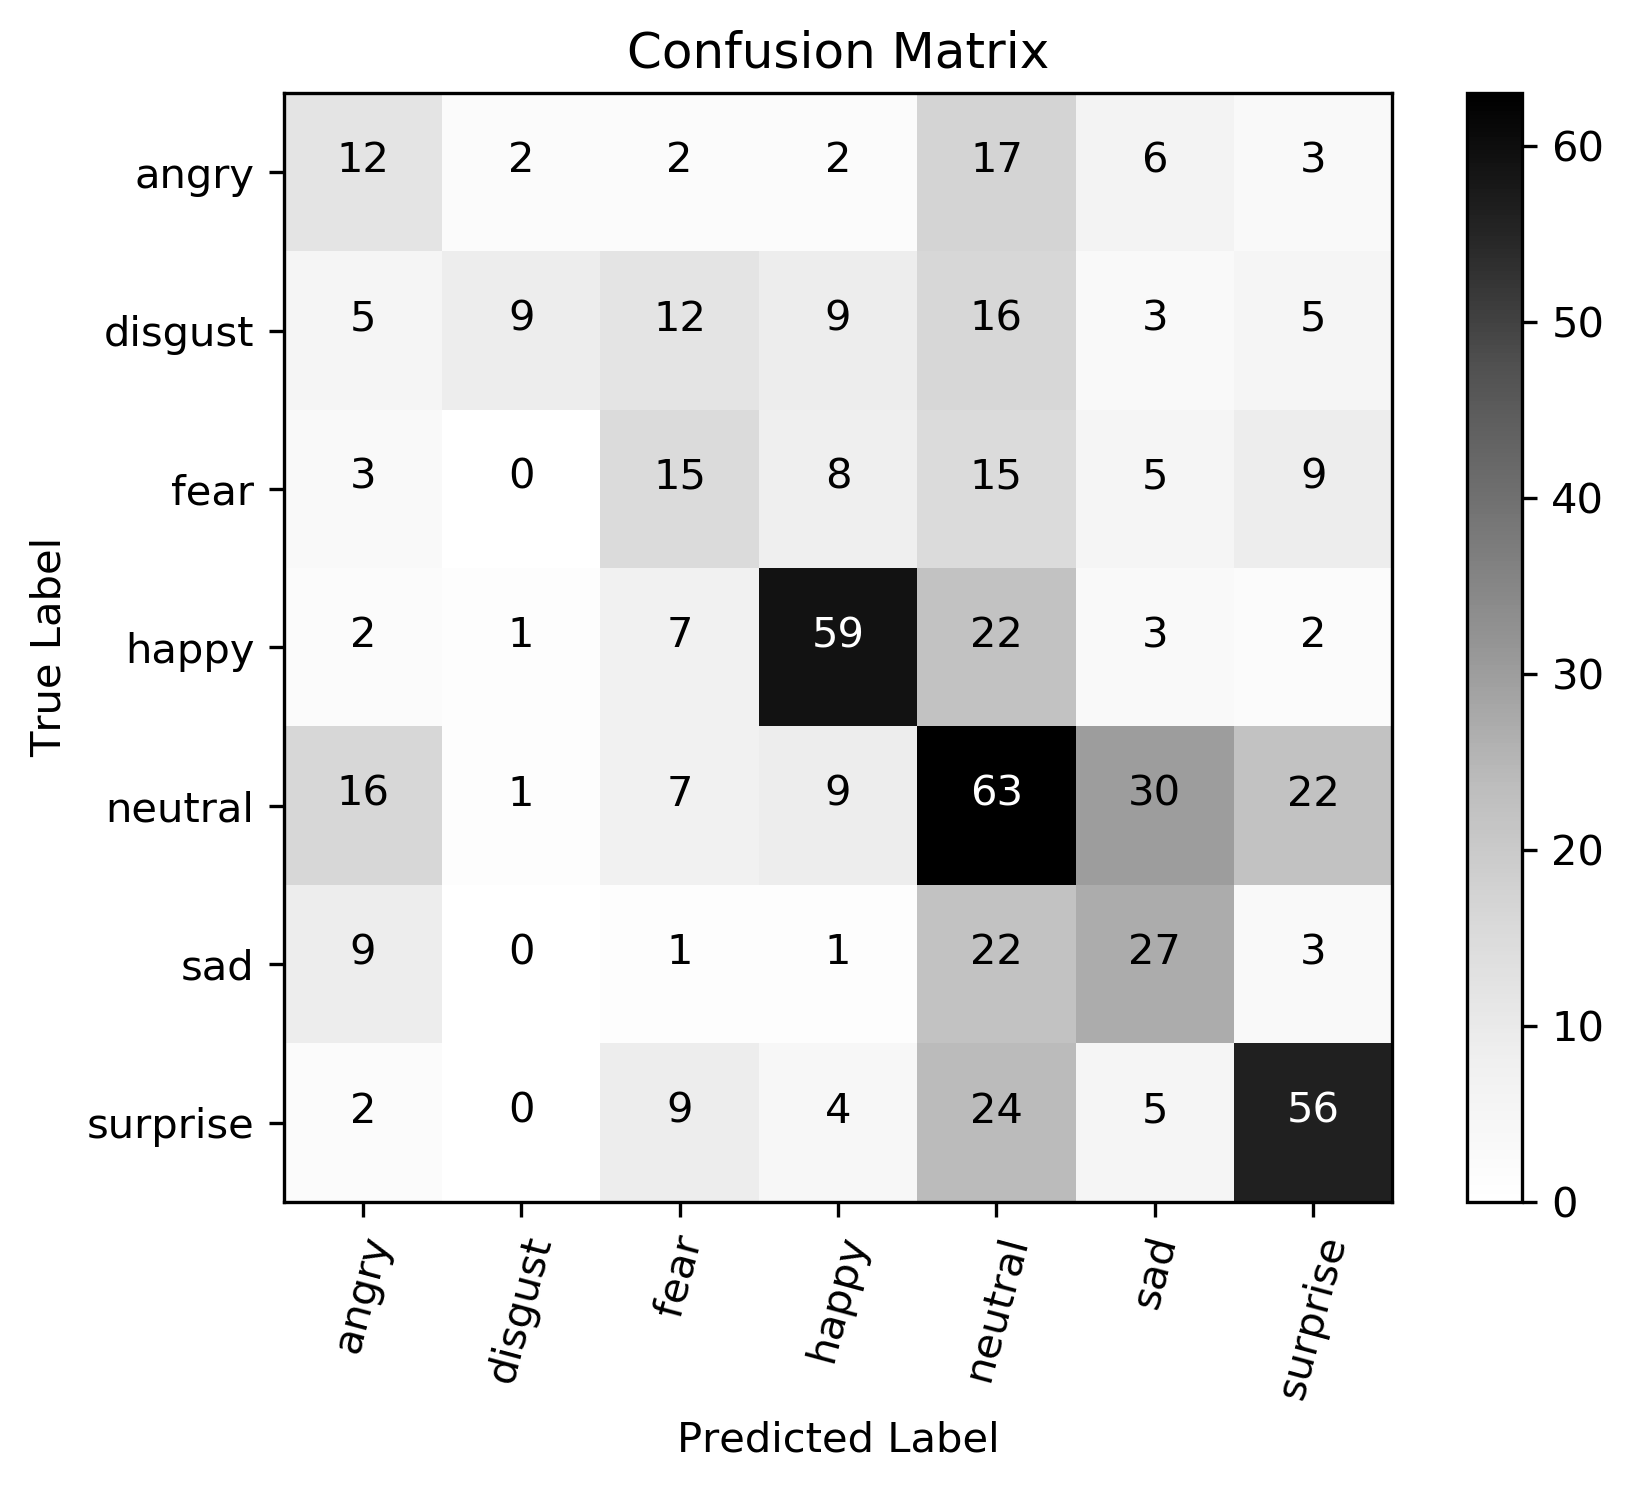 Confusion Matrix
angry 12 2 2 2 17 6 3
disgust 5 9 12 9 16 3 5
fear 3 0 15 8 15 5 9
happy 2 1 7 59 22 3 2
neutral 16 1 7 9 63 30 22
sad 9 0 1 1 22 27 3
surprise 2 0 9 4 24 5 56
angry disgust fear happy neutral sad surprise
Predicted Label
True Label
60
50
40
30
20
10
0